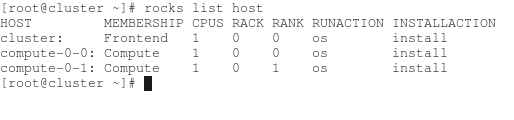 [root@cluster ~]# rocks list host
HOST         MEMBERSHIP CPUS RACK RANK RUNACTION INSTALLACTION
cluster:     Frontend   1    0    0    os        install
compute-0-0: Compute    1    0    0    os        install
compute-0-1: Compute    1    0    1    os        install
[root@cluster ~]#